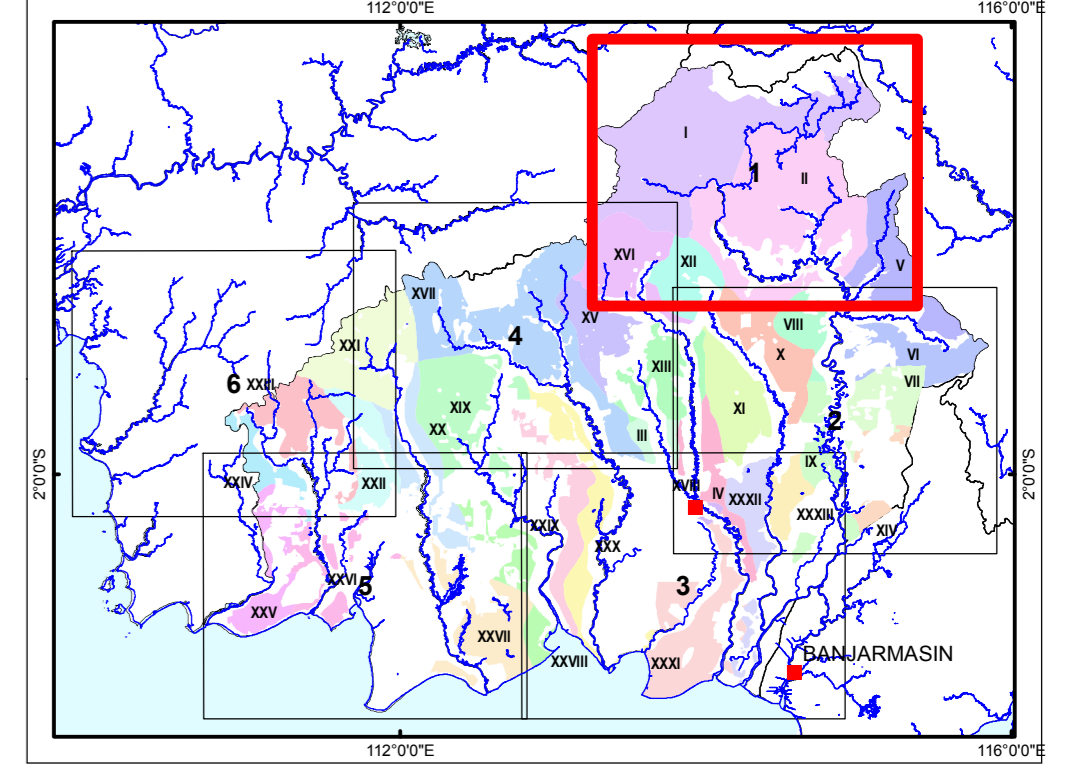 112°0'0"E 116°0'0"E
I
1 II
XVI XII
V
XVII
XV VIII
4
XXI X VI
XIII
6 XXIII VII
XIX XI
XX 2
III
IX
XXIV XXII XVIII IV XXXII
2°0'0"S 2°0'0"S
XXXIII
XXIX XIV
XXX
XXVI 5 3
XXV
XXVII
BANJARMASIN
XXVIII XXXI
112°0'0"E 116°0'0"E